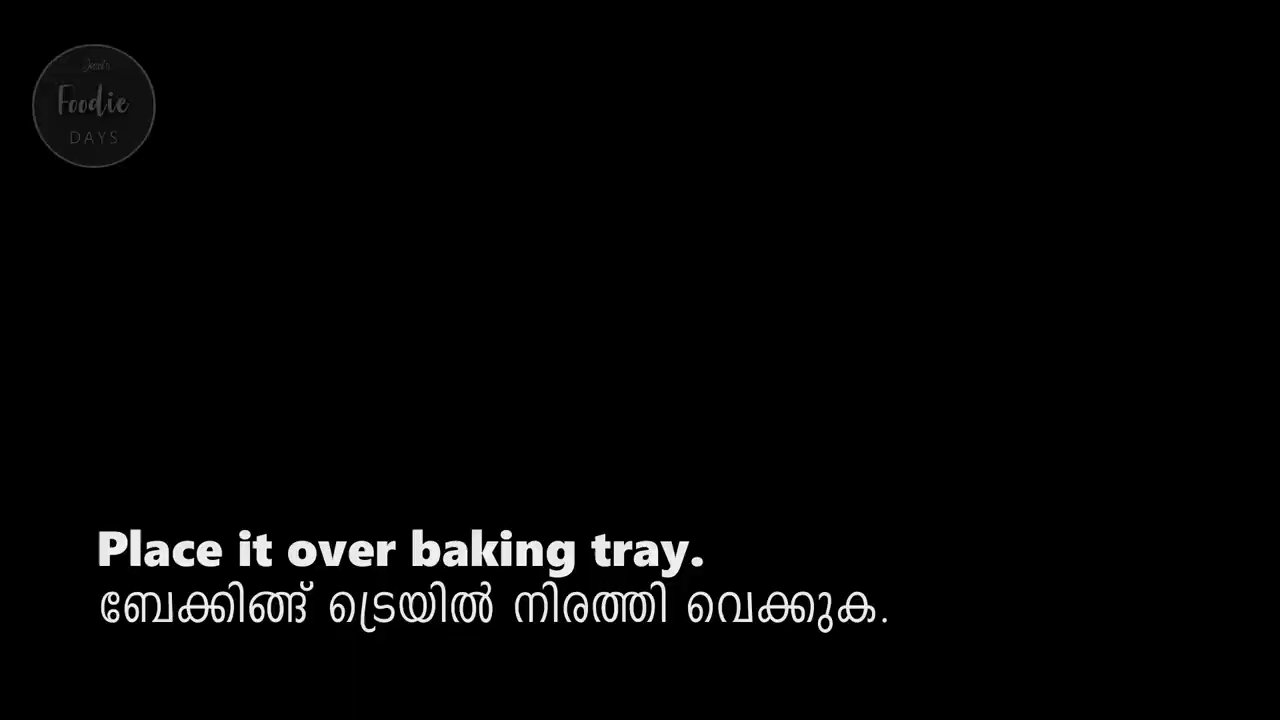 Foodie
DAYS
Place it over baking tray.
ബേക്കിങ്ങ് ട്രെയിൽ നിരത്തി വെക്കുക.